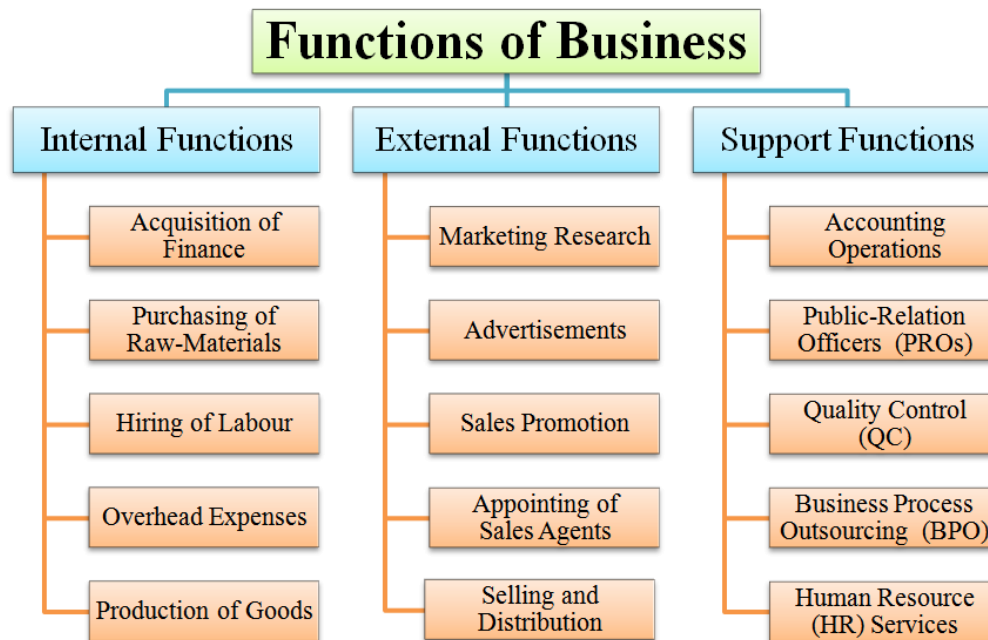 Functions of Business
Internal Functions
Acquisition of
Finance
Purchasing of
Raw-Materials
Hiring of Labour
Overhead Expenses
Production of Goods
External Functions
Marketing Research
Advertisements
Sales Promotion
Appointing of
Sales Agents
Selling and
Distribution
Support Functions
Accounting
Operations
Public-Relation
Officers (PROs)
Quality Control
(QC)
Business Process
Outsourcing (BPO)
Human Resource
(HR) Services